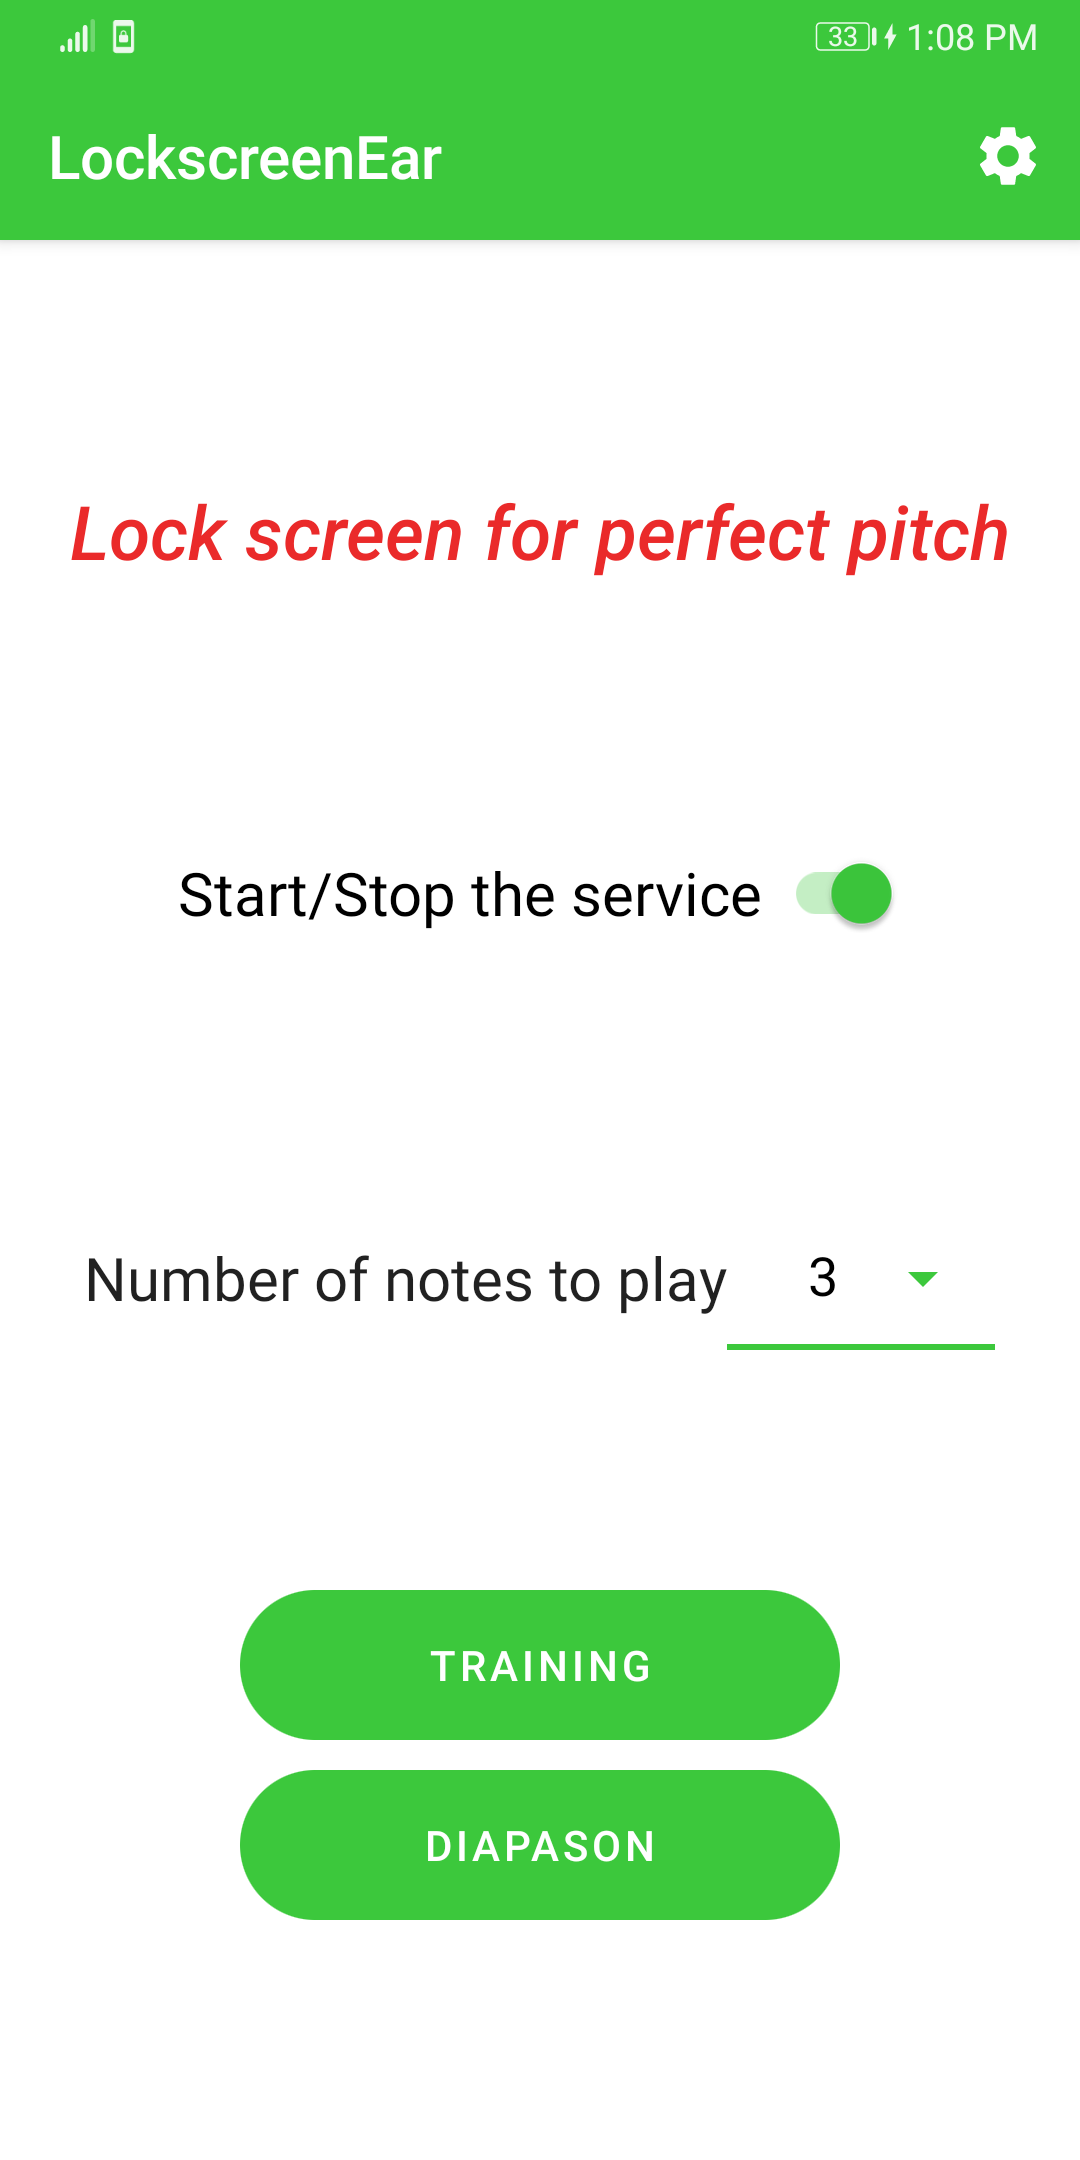 33 1:08 PM
LockscreenEar
Lock screen for perfect pitch
Start/Stop the service
Number of notes to play 3
TRAINING
DIAPASON